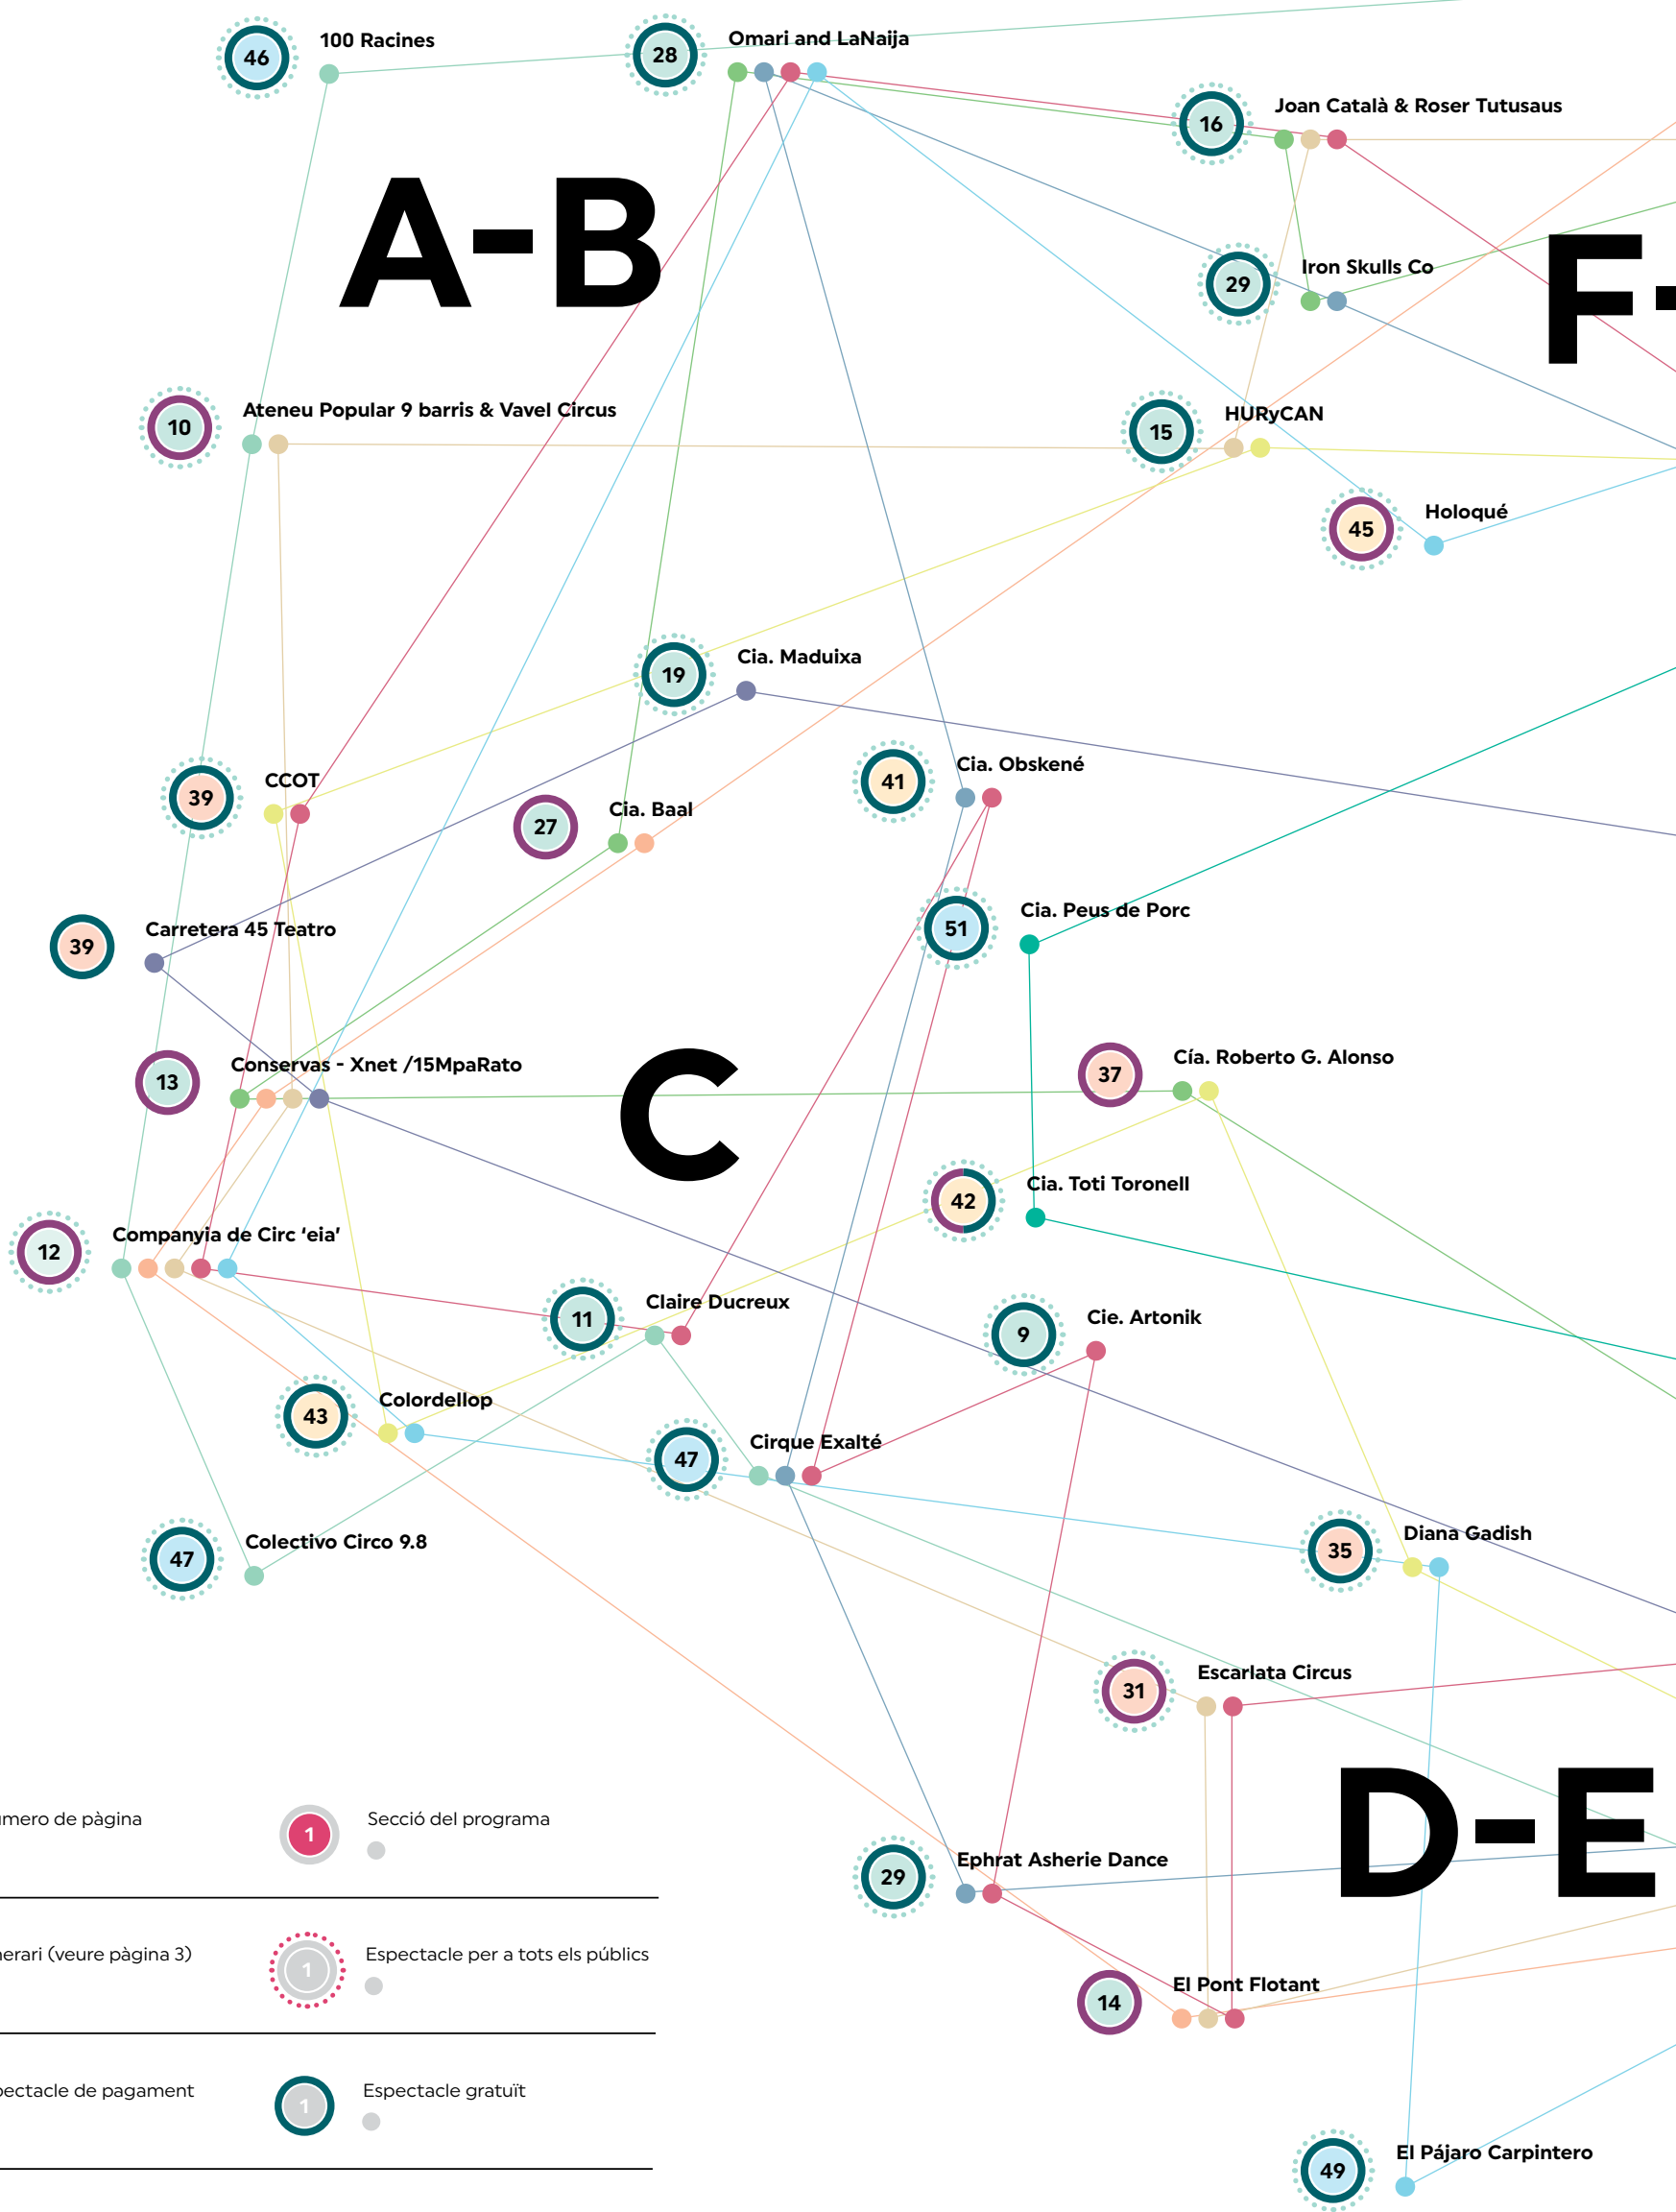 46
100 Racines
28
Omari and LaNaija
16
Joan Català & Roser Tutusaus
A-B
29
Iron Skulls Co
F-
10
Ateneu Popular 9 barris & Vavel Circus
15
HURyCAN
45
Holoqué
19
Cia. Maduixa
39
CCOT
27
Cia. Baal
41
Cia. Obskené
39
Carretera 45 Teatro
51
Cia. Peus de Porc
13
Conservas - Xnet /15MpaRato
C
37
Cía. Roberto G. Alonso
42
Cia. Toti Toronell
12
Companyia de Circ ‘eia’
11
Claire Ducreux
9
Cie. Artonik
43
Colordellop
47
Cirque Exalté
47
Colectivo Circo 9.8
35
Diana Gadish
31
Escarlata Circus
D-E
mero de pàgina
1
Secció del programa
29
Ephrat Asherie Dance
erari (veure pàgina 3)
1
Espectacle per a tots els públics
14
El Pont Flotant
pectacle de pagament
1
Espectacle gratuït
49
El Pájaro Carpintero